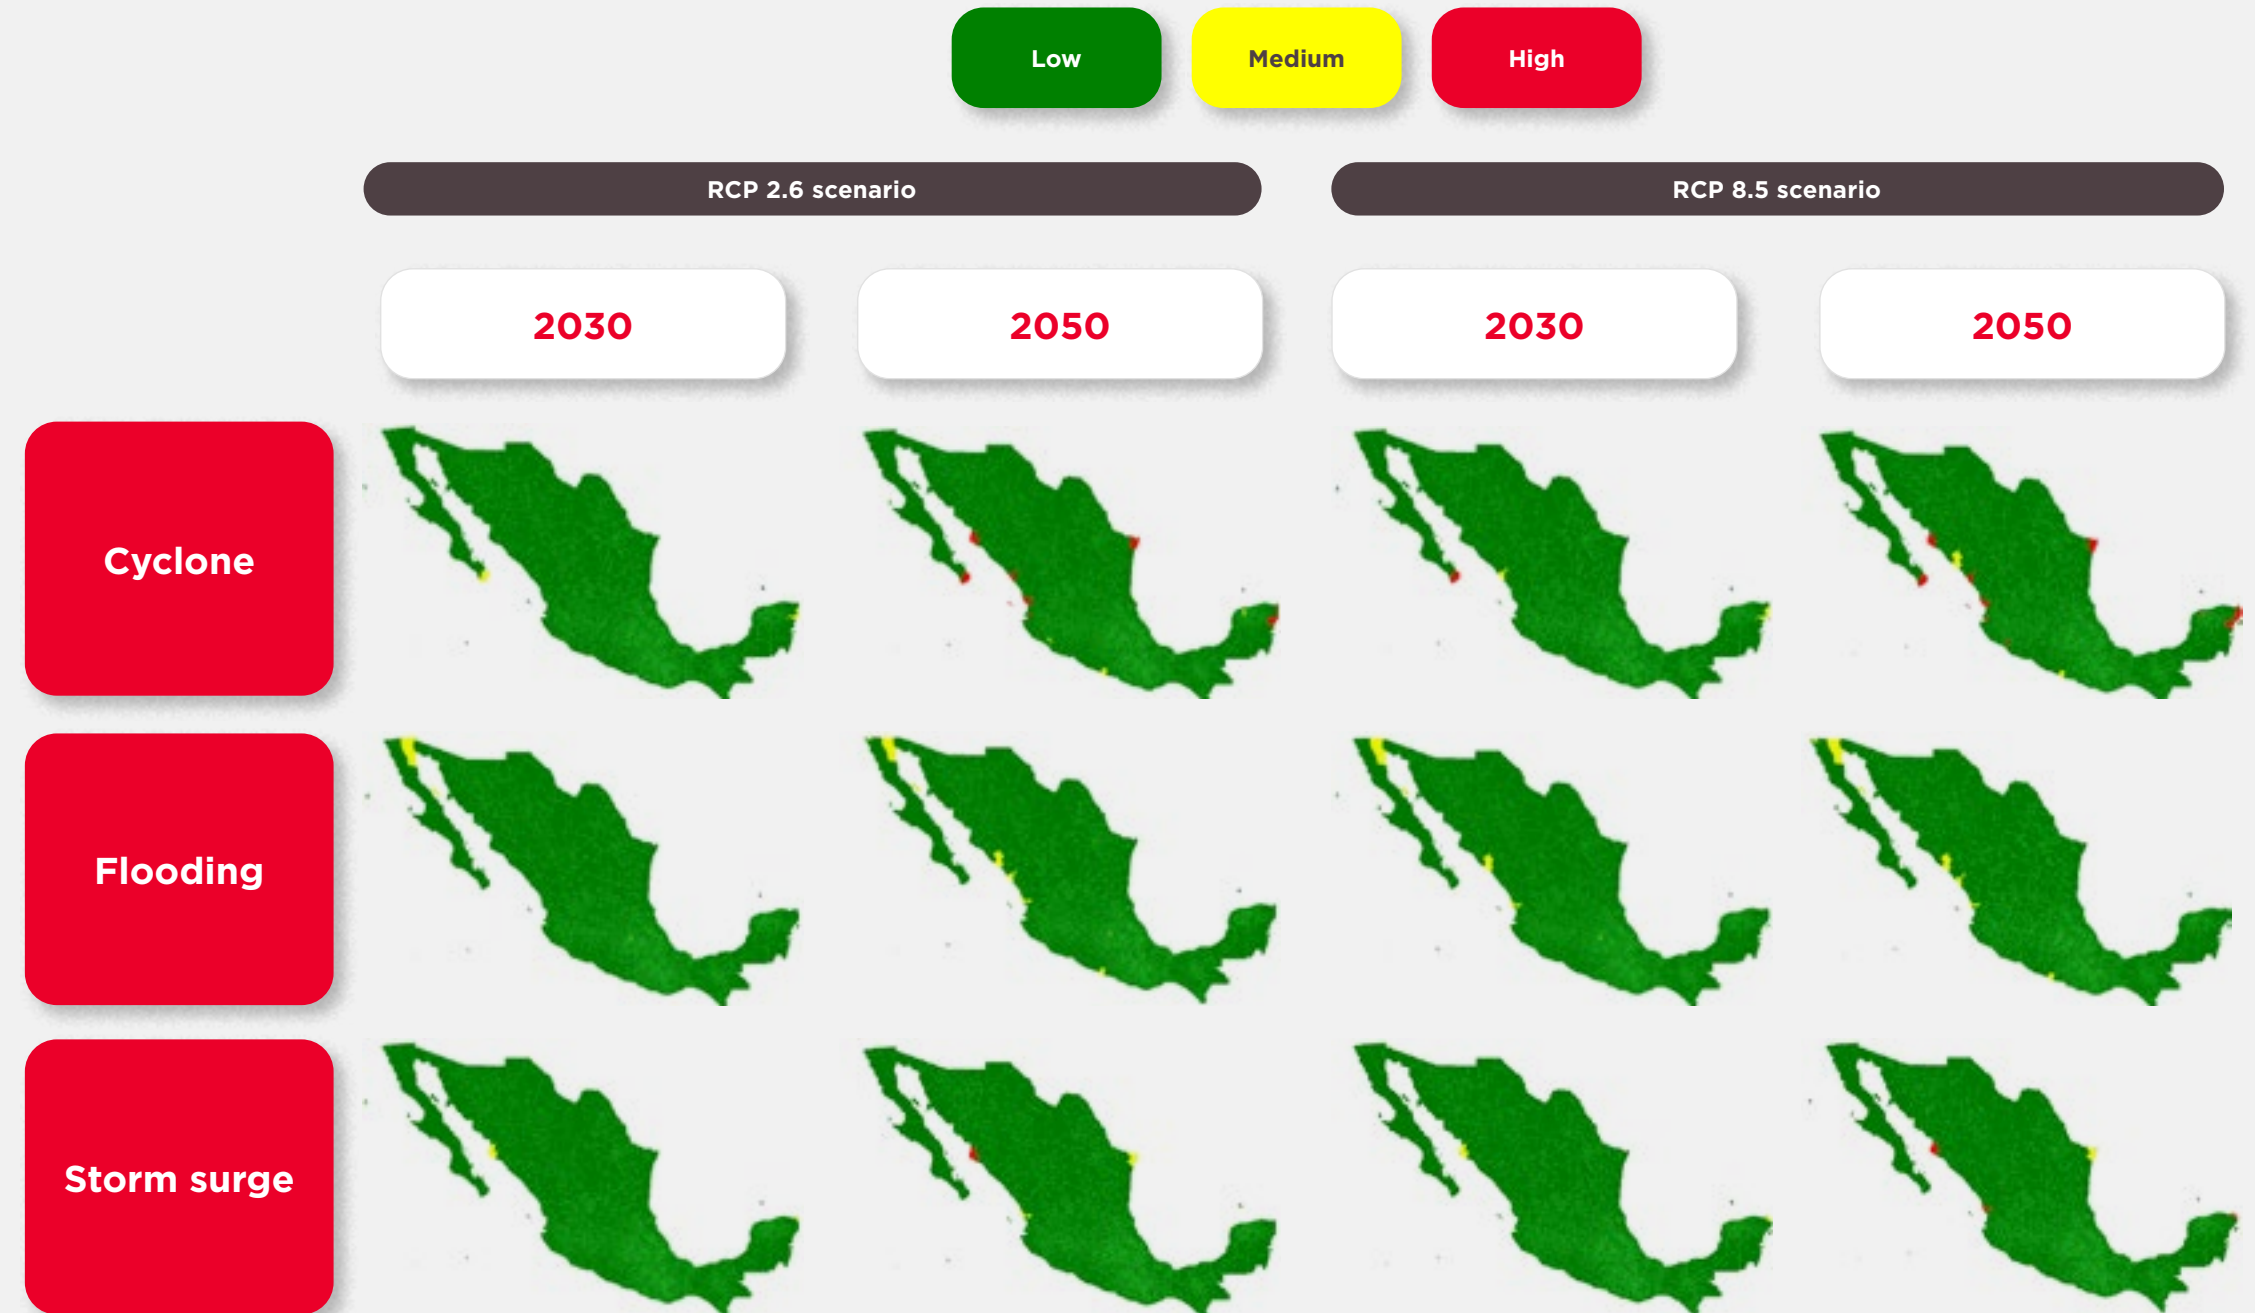 Low
Medium
High
RCP 2.6 scenario
RCP 8.5 scenario
2030
2050
2030
2050
Cyclone
Flooding
Storm surge